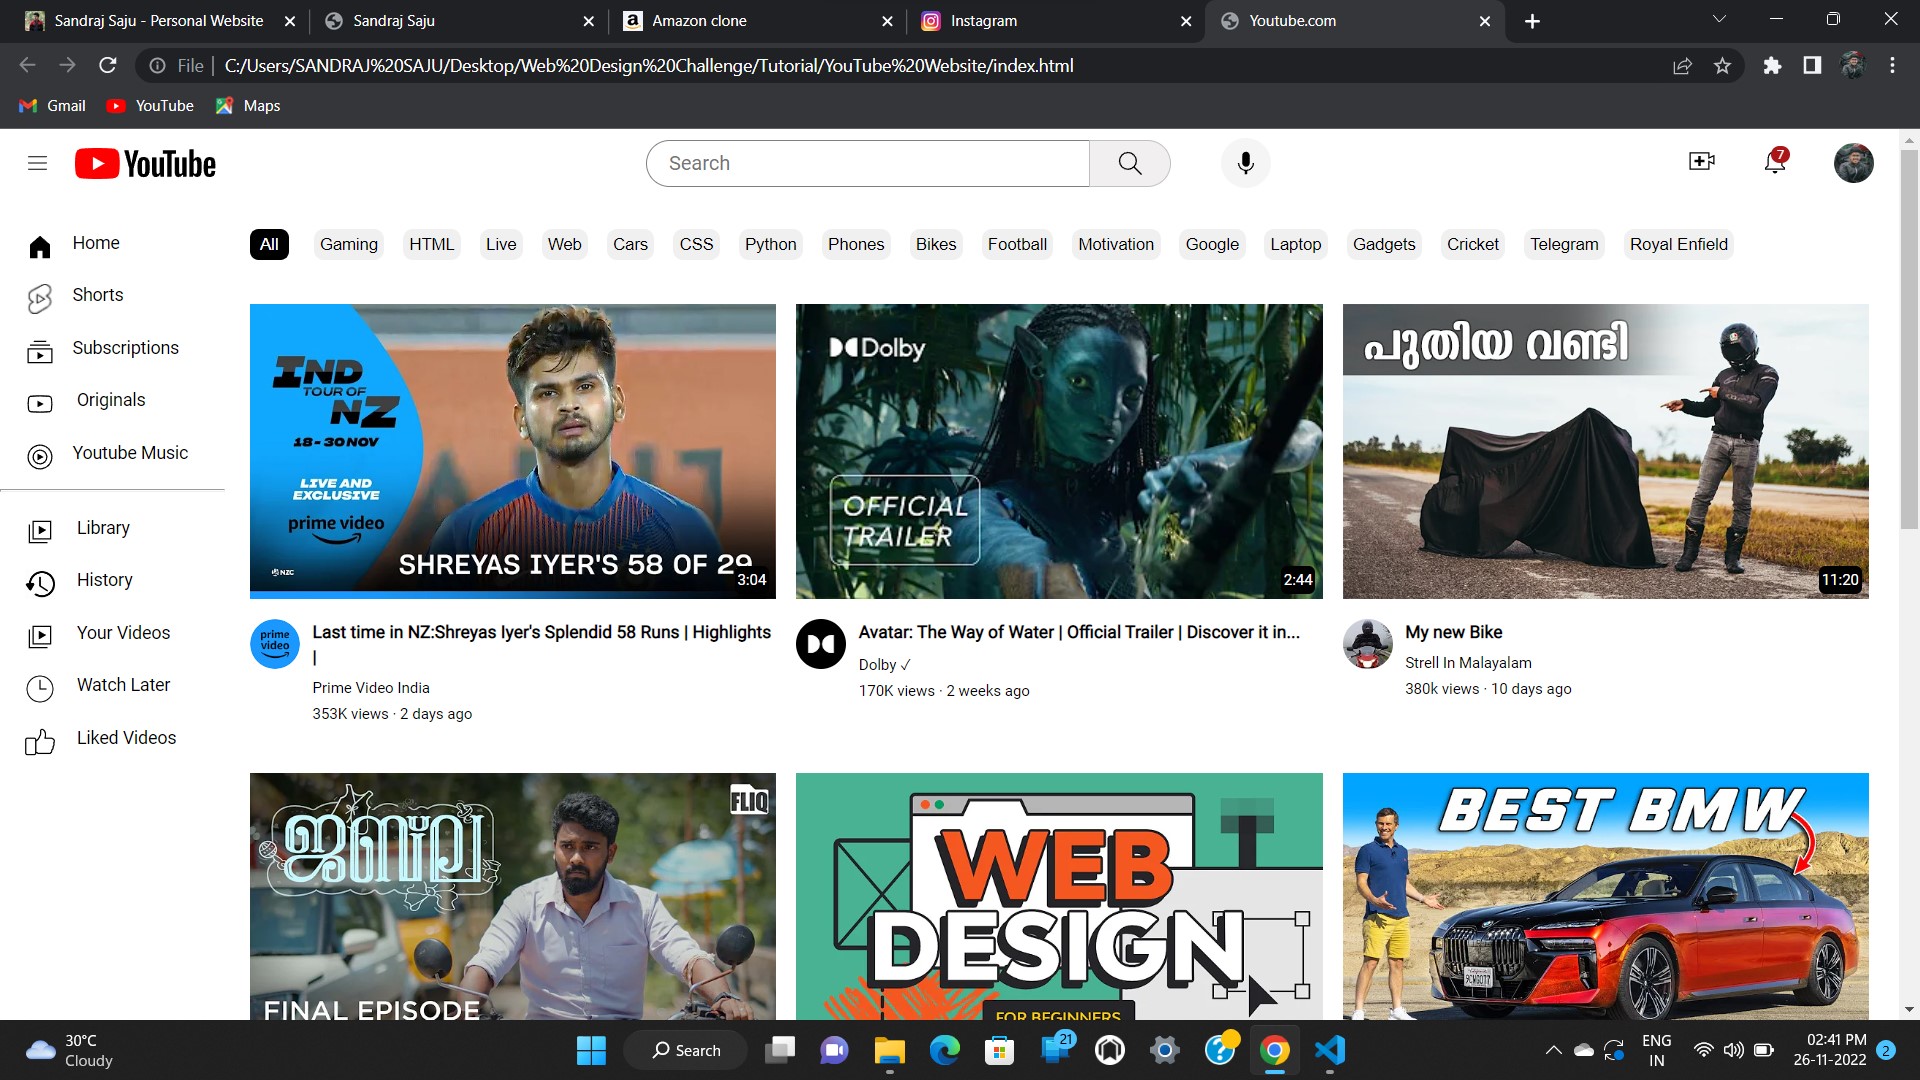 Sandraj Saju - Personal Website
Sandraj Saju
Amazon clone
Instagram
Youtube.com
File
C:/Users/SANDRAJ%20SAJU/Desktop/Web%20Design%20Challenge/Tutorial/YouTube%20Website/index.html
Gmail
YouTube
Maps
YouTube
Search
7
Home
Shorts
Subscriptions
Originals
Youtube Music
Library
History
Your Videos
Watch Later
Liked Videos
All
Gaming
HTML
Live
Web
Cars
CSS
Python
Phones
Bikes
Football
Motivation
Google
Laptop
Gadgets
Cricket
Telegram
Royal Enfield
IND
TOUR OF
NZ
18 - 30 NOV
LIVE AND
EXCLUSIVE
prime video
NZC
SHREYAS IYER'S 58 OF 29
3:04
prime
video
Last time in NZ:Shreyas Iyer's Splendid 58 Runs | Highlights
|
Prime Video India
353K views · 2 days ago
Dolby
OFFICIAL
TRAILER
2:44
Avatar: The Way of Water | Official Trailer | Discover it in...
Dolby ✓
170K views · 2 weeks ago
പുതിയ വണ്ടി
11:20
My new Bike
Strell In Malayalam
380k views · 10 days ago
FLIQ
FINAL EPISODE
WEB
DESIGN
FOR BEGINNERS
BEST BMW
30°C
Cloudy
Search
21
ENG
IN
02:41 PM
26-11-2022
2